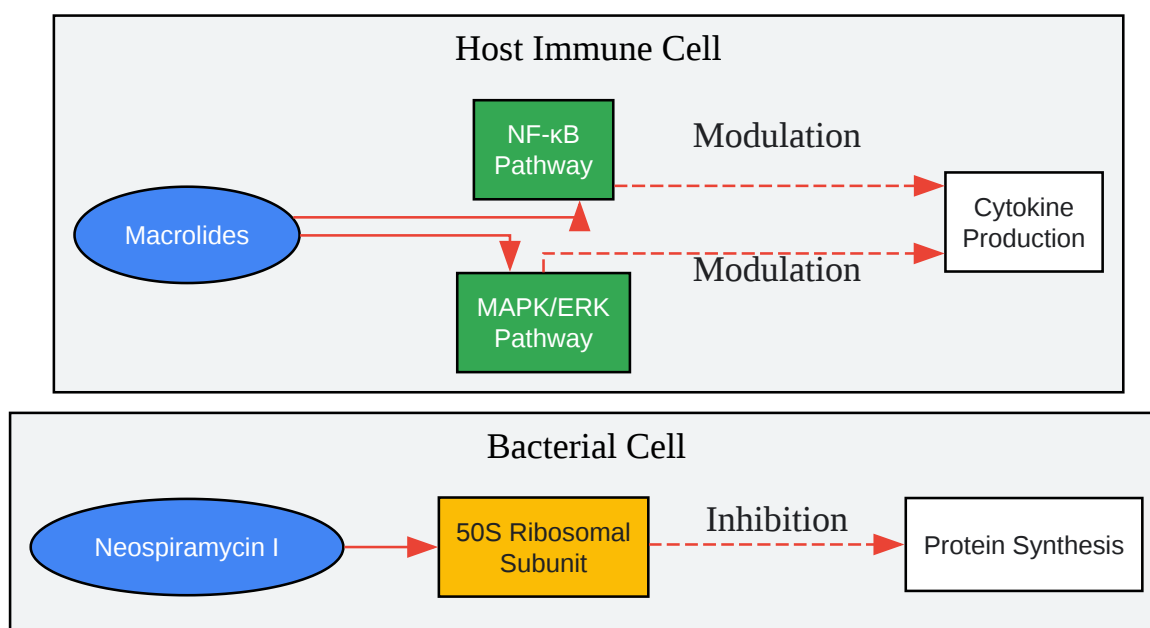 Host Immune Cell
NF-κB
Pathway
Modulation
Macrolides
Cytokine
Production
Modulation
MAPK/ERK
Pathway
Bacterial Cell
Neospiramycin I
50S Ribosomal
Subunit
Inhibition
Protein Synthesis